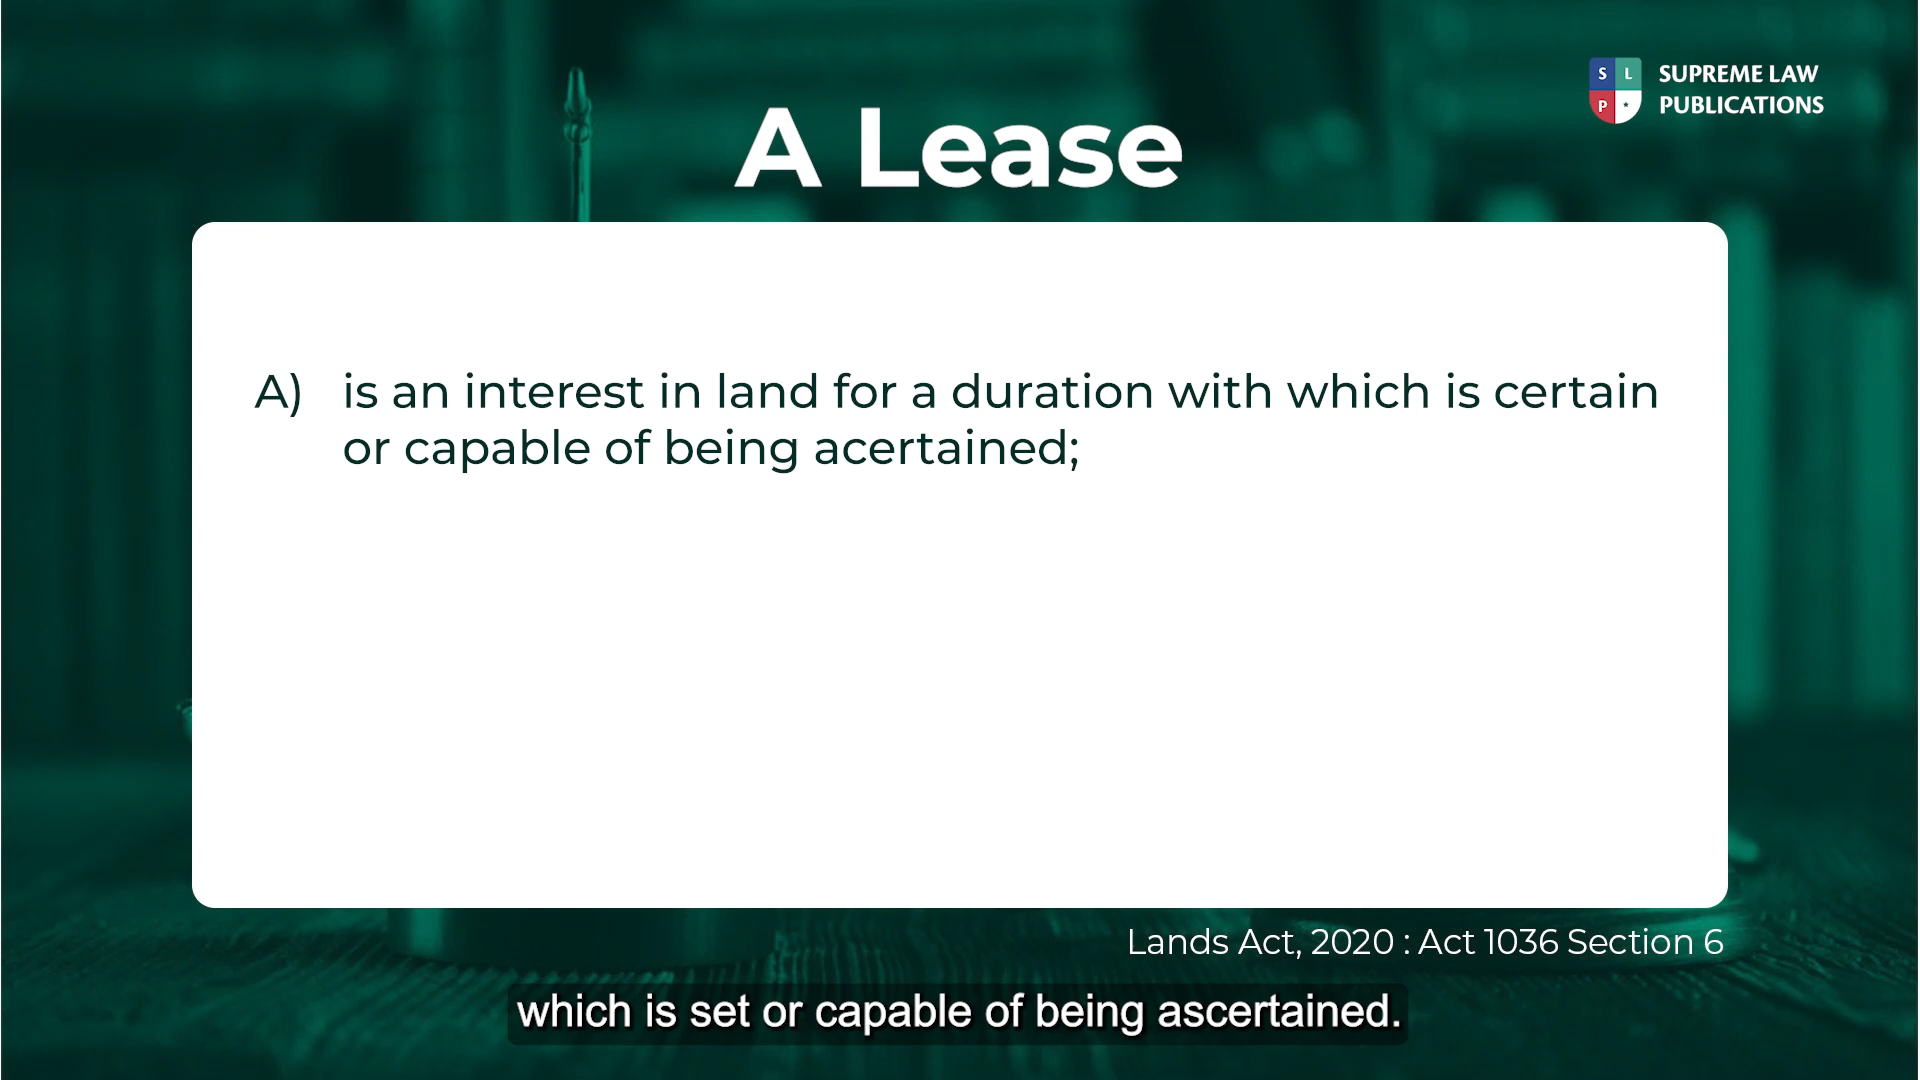 S L
P
SUPREME LAW
PUBLICATIONS
A Lease
A) is an interest in land for a duration with which is certain
or capable of being acertained;
Lands Act, 2020 : Act 1036 Section 6
which is set or capable of being ascertained.